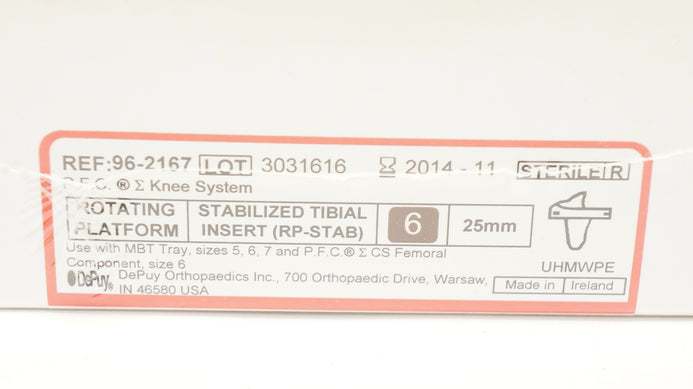 REF:96-2167 LOT 3031616 2014 - 11 STERILE R
P.F.C. ® Σ Knee System
ROTATING PLATFORM
STABILIZED TIBIAL INSERT (RP-STAB)
6
25mm
Use with MBT Tray, sizes 5, 6, 7 and P.F.C.® Σ CS Femoral
Component, size 6
UHMWPE
DePuy® DePuy Orthopaedics Inc., 700 Orthopaedic Drive, Warsaw,
IN 46580 USA
Made in Ireland